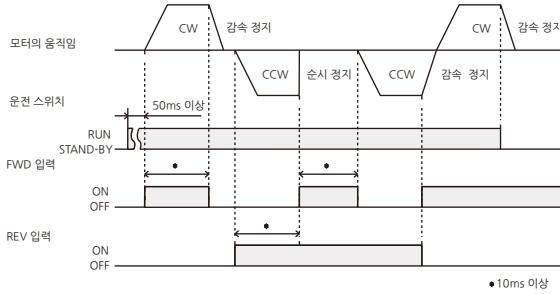 CW
감속 정지
CW
감속 정지
모터의 움직임
CCW
순시 정지
CCW
감속 정지
운전 스위치
50ms 이상
RUN
STAND-BY
FWD 입력
ON
OFF
REV 입력
ON
OFF
●10ms 이상